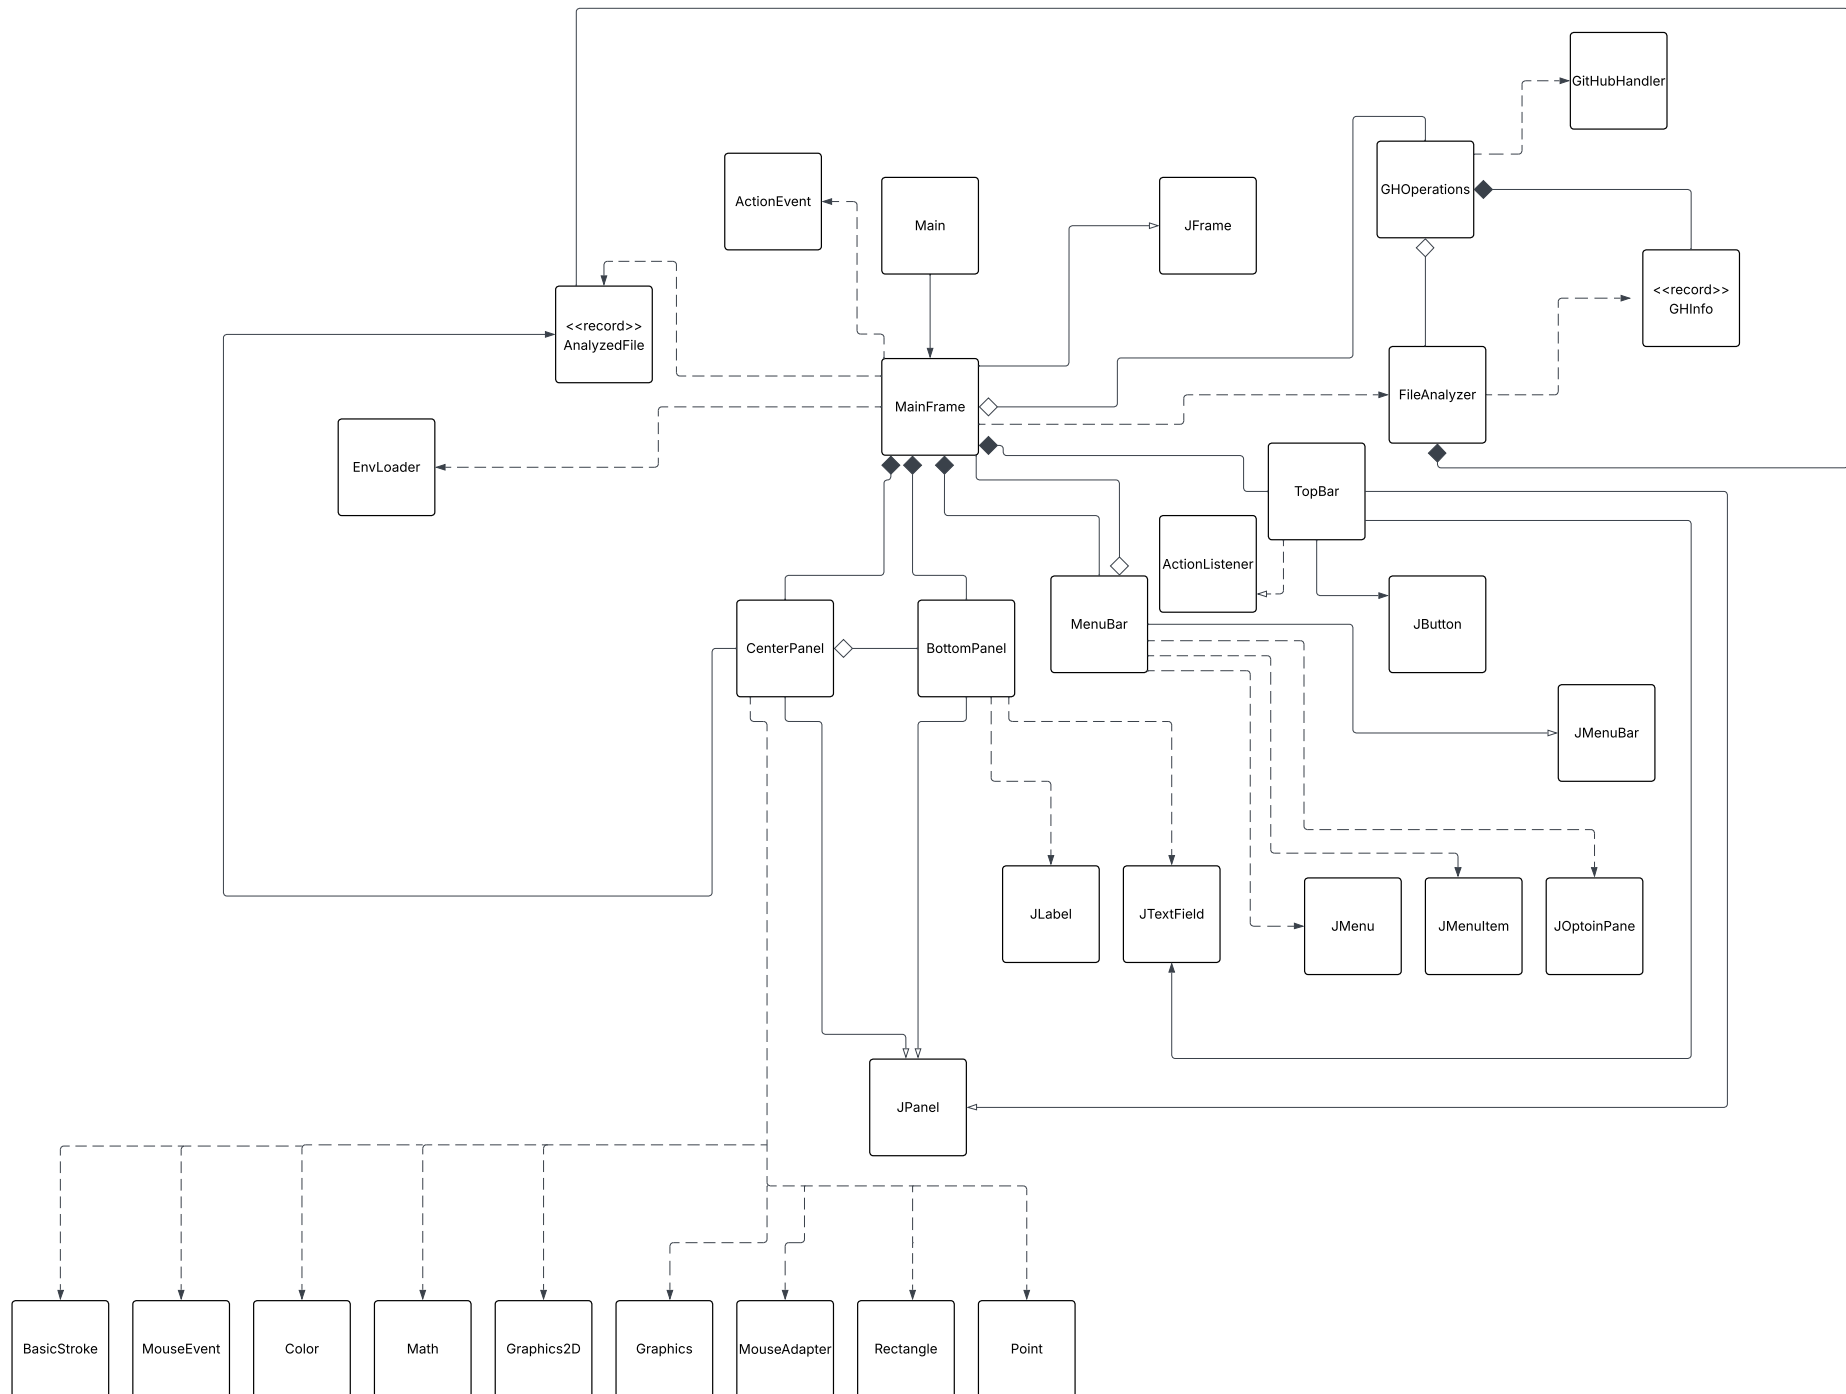 GitHubHandler
GHOperations
ActionEvent
Main
JFrame
<<record>>
GHInfo
<<record>>
AnalyzedFile
MainFrame
FileAnalyzer
EnvLoader
TopBar
ActionListener
MenuBar
JButton
CenterPanel
BottomPanel
JMenuBar
JLabel
JTextField
JMenu
JMenuItem
JOptoinPane
JPanel
BasicStroke
MouseEvent
Color
Math
Graphics2D
Graphics
MouseAdapter
Rectangle
Point